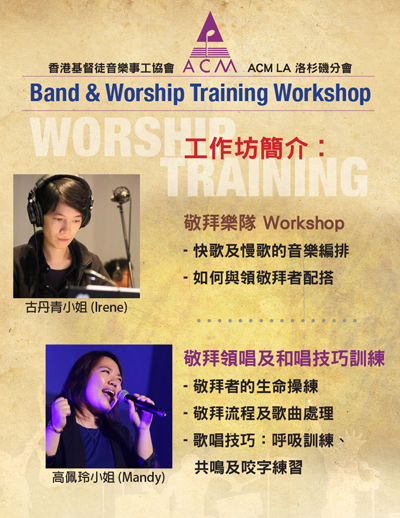 ACM
香港基督徒音樂事工協會
ACM LA 洛杉磯分會
Band & Worship Training Workshop
WORSHIP
TRAINING
工作坊簡介：
敬拜樂隊 Workshop
- 快歌及慢歌的音樂編排
- 如何與領敬拜者配搭
古丹青小姐 (Irene)
敬拜領唱及和唱技巧訓練
- 敬拜者的生命操練
- 敬拜流程及歌曲處理
- 歌唱技巧：呼吸訓練、
共鳴及咬字練習
高佩玲小姐 (Mandy)